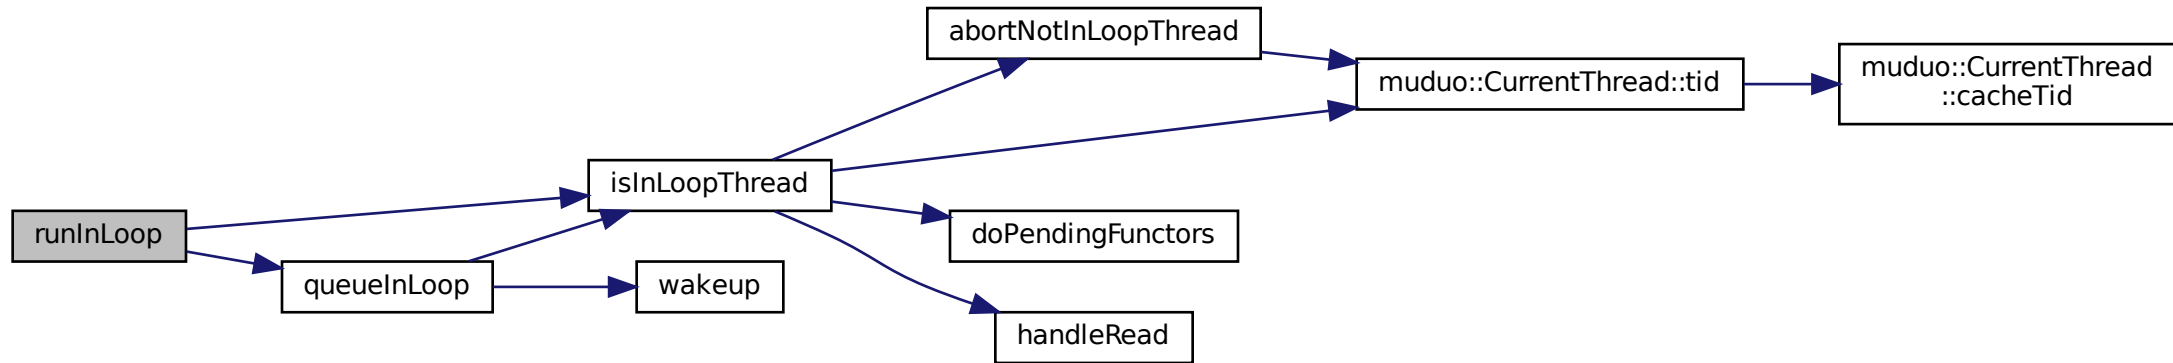 abortNotInLoopThread
muduo::CurrentThread::tid
muduo::CurrentThread
::cacheTid
isInLoopThread
runInLoop
doPendingFunctors
queueInLoop
wakeup
handleRead